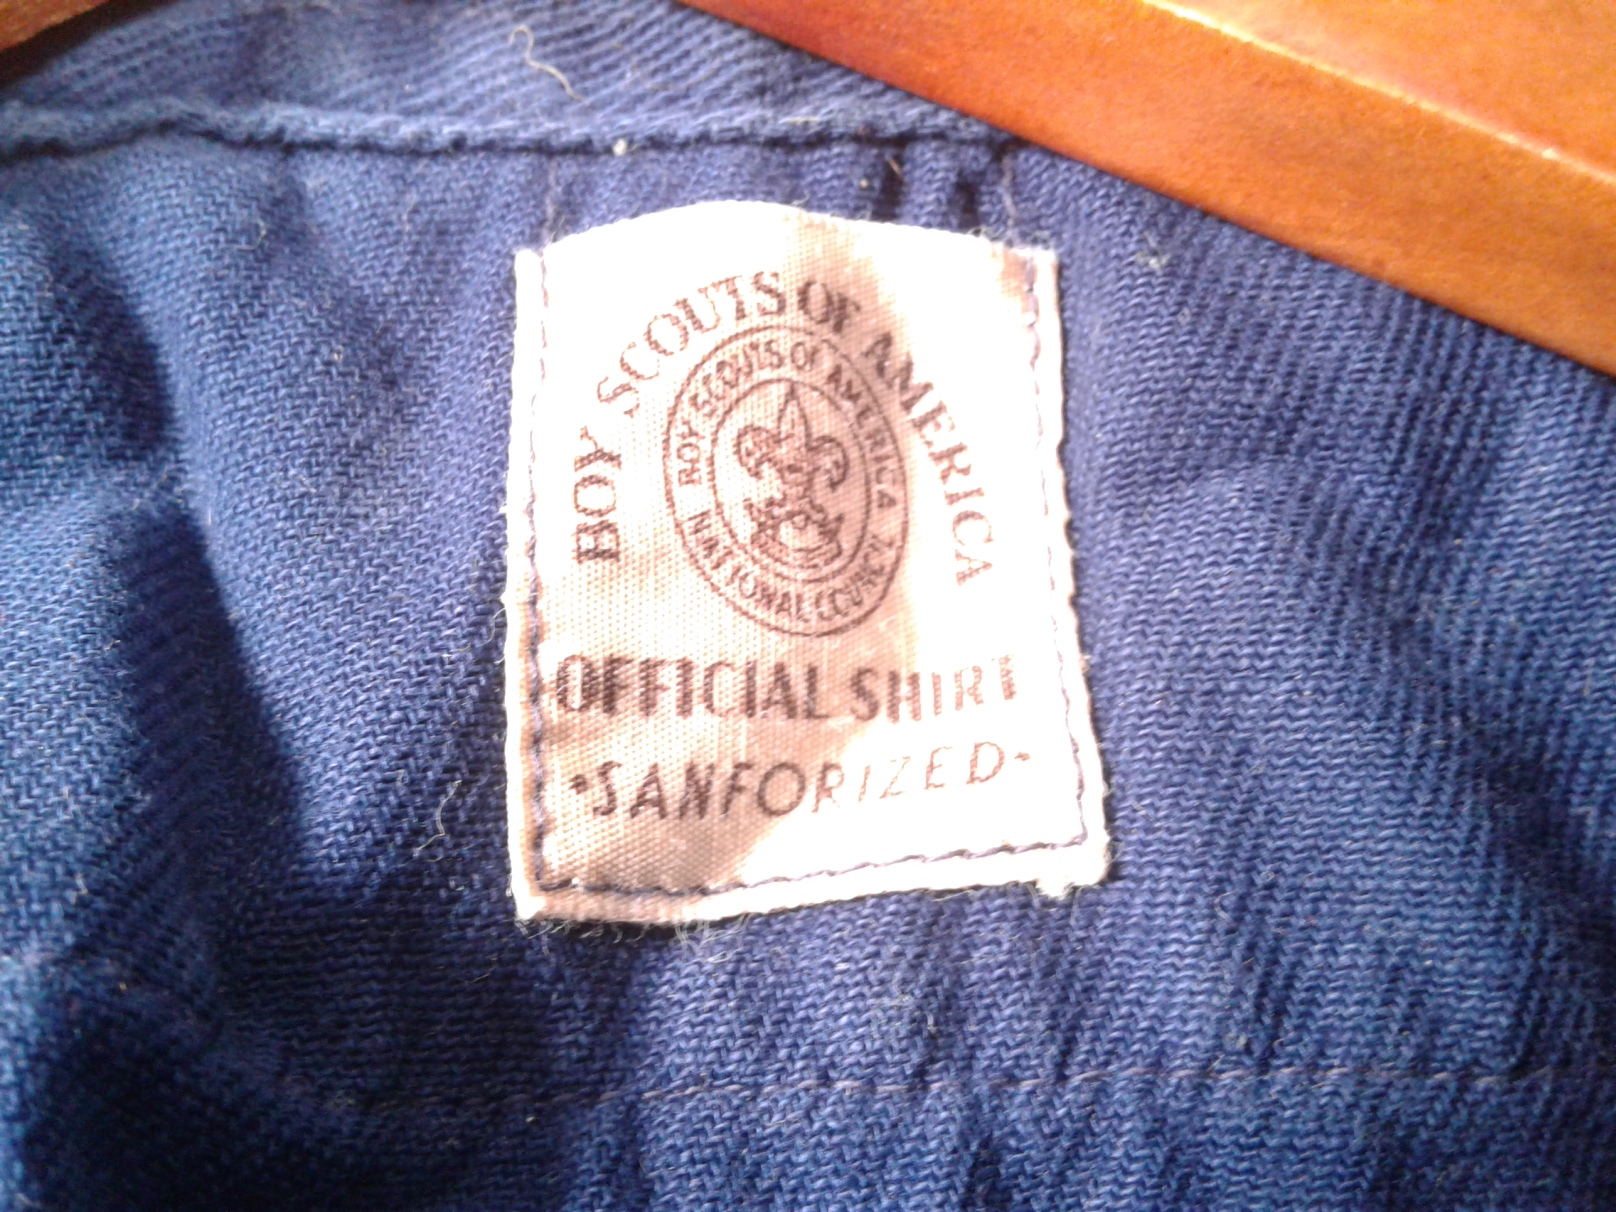 BOY SCOUTS OF AMERICA
BOY SCOUTS OF AMERICA
NATIONAL COUNCIL
OFFICIAL SHIRT
•SANFORIZED•